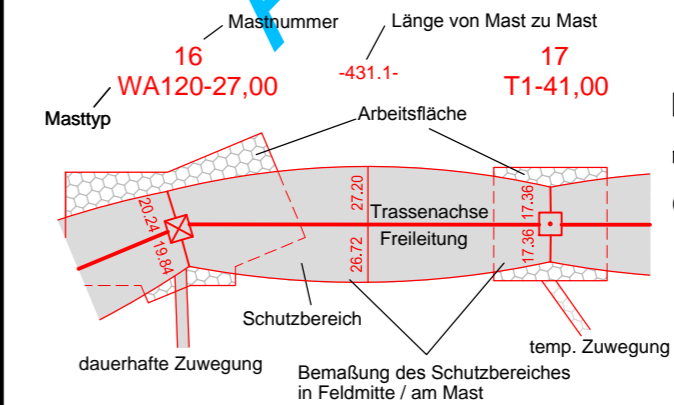 Mastnummer
Länge von Mast zu Mast
16
17
-431.1-
WA120-27,00
T1-41,00
Masttyp
Arbeitsfläche
20.24
19.84
27.20
26.72
17.36
17.36
Trassenachse
Freileitung
Schutzbereich
dauerhafte Zuwegung
temp. Zuwegung
Bemaßung des Schutzbereiches
in Feldmitte / am Mast